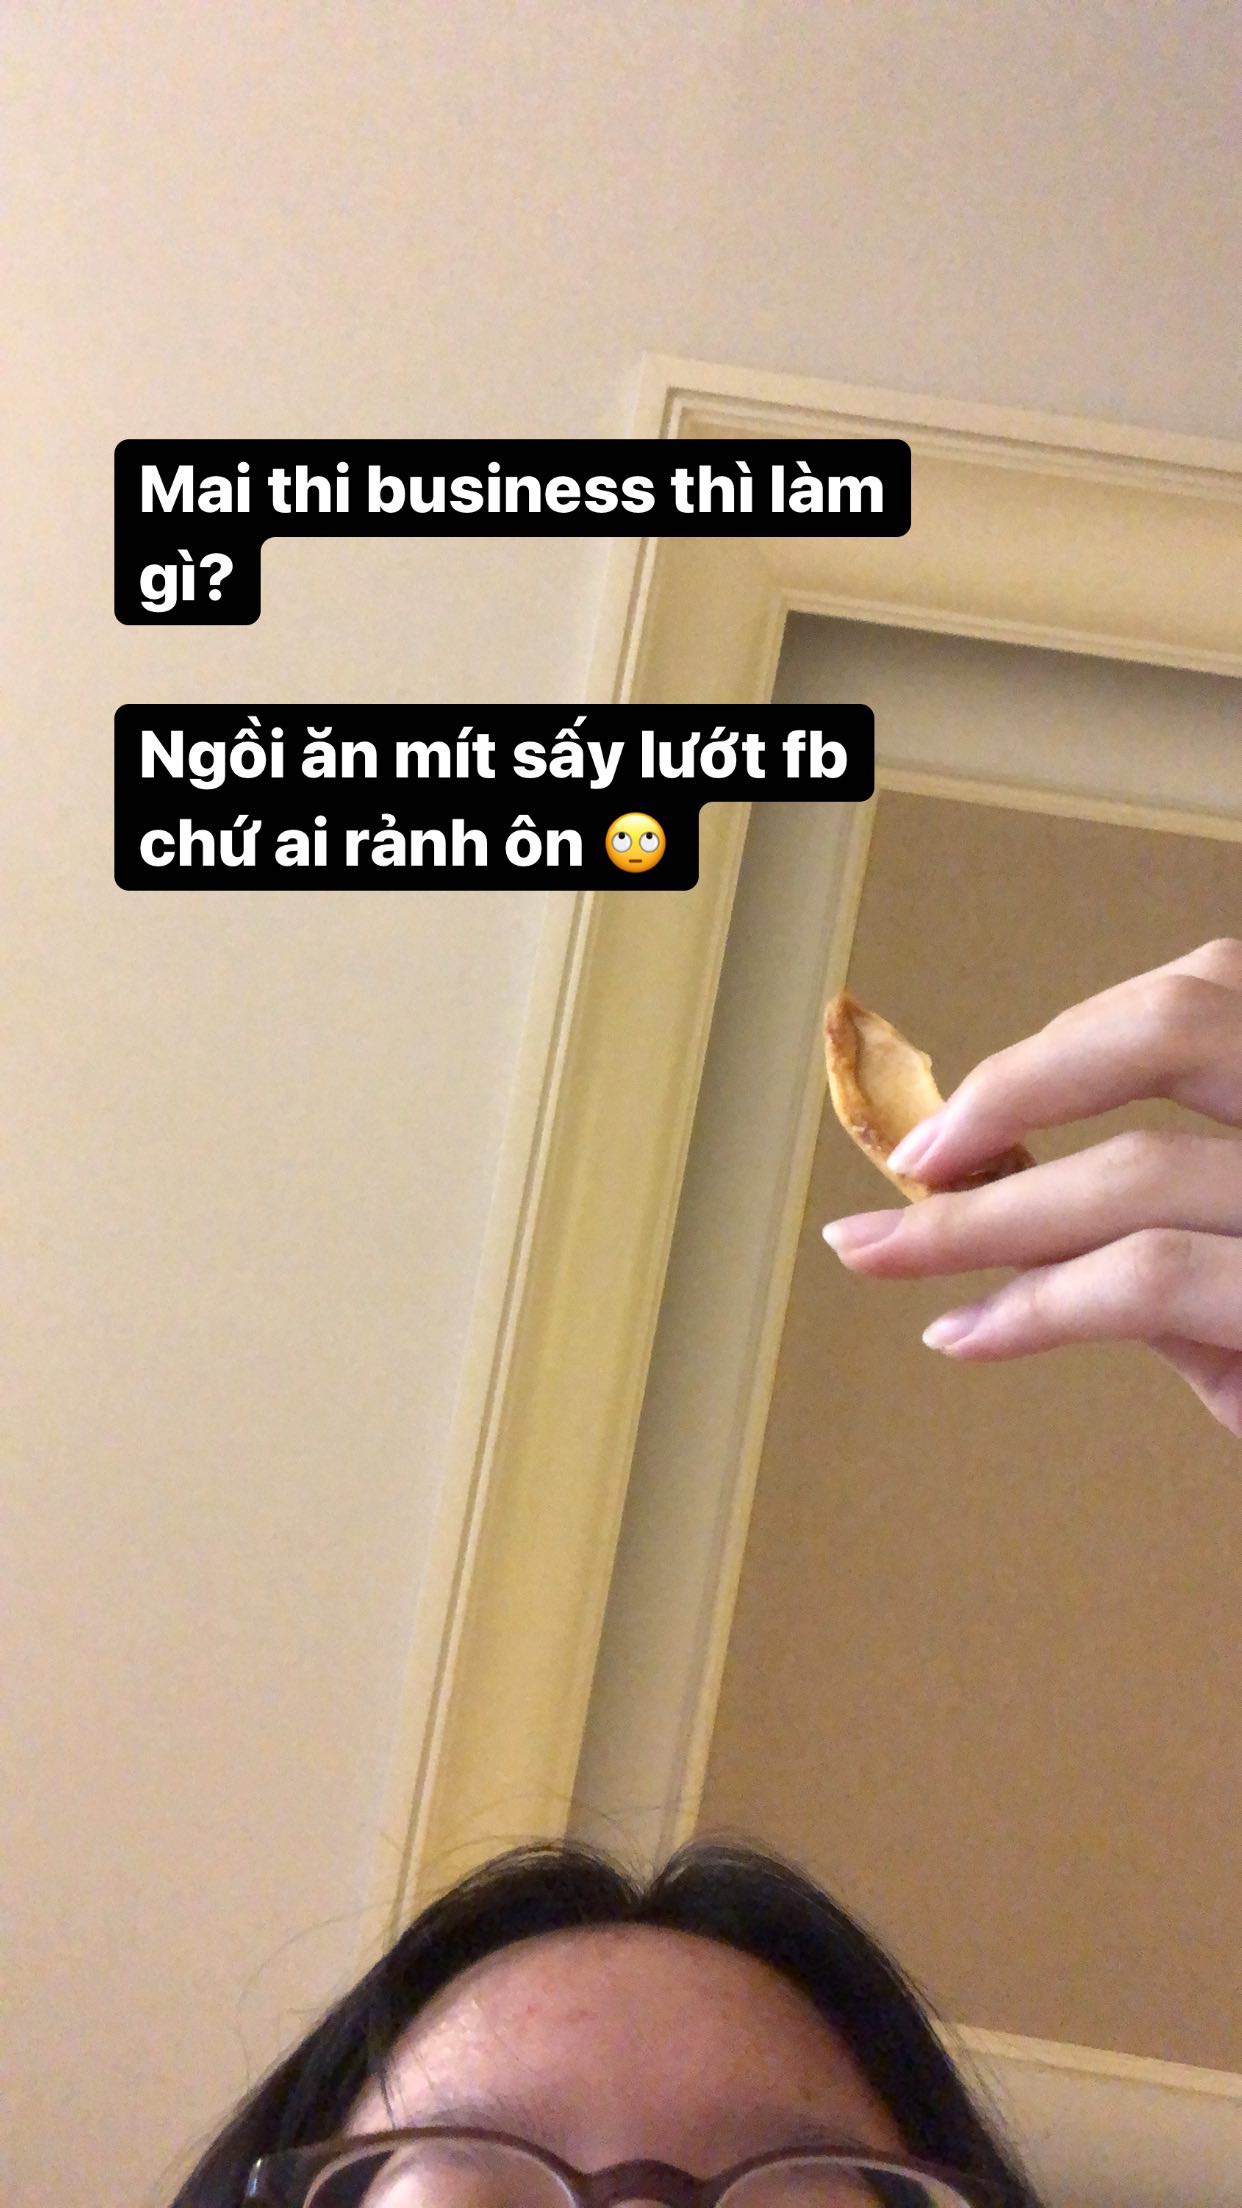 Mai thi business thì làm
gì?
Ngồi ăn mít sấy lướt fb
chứ ai rảnh ôn 🙄